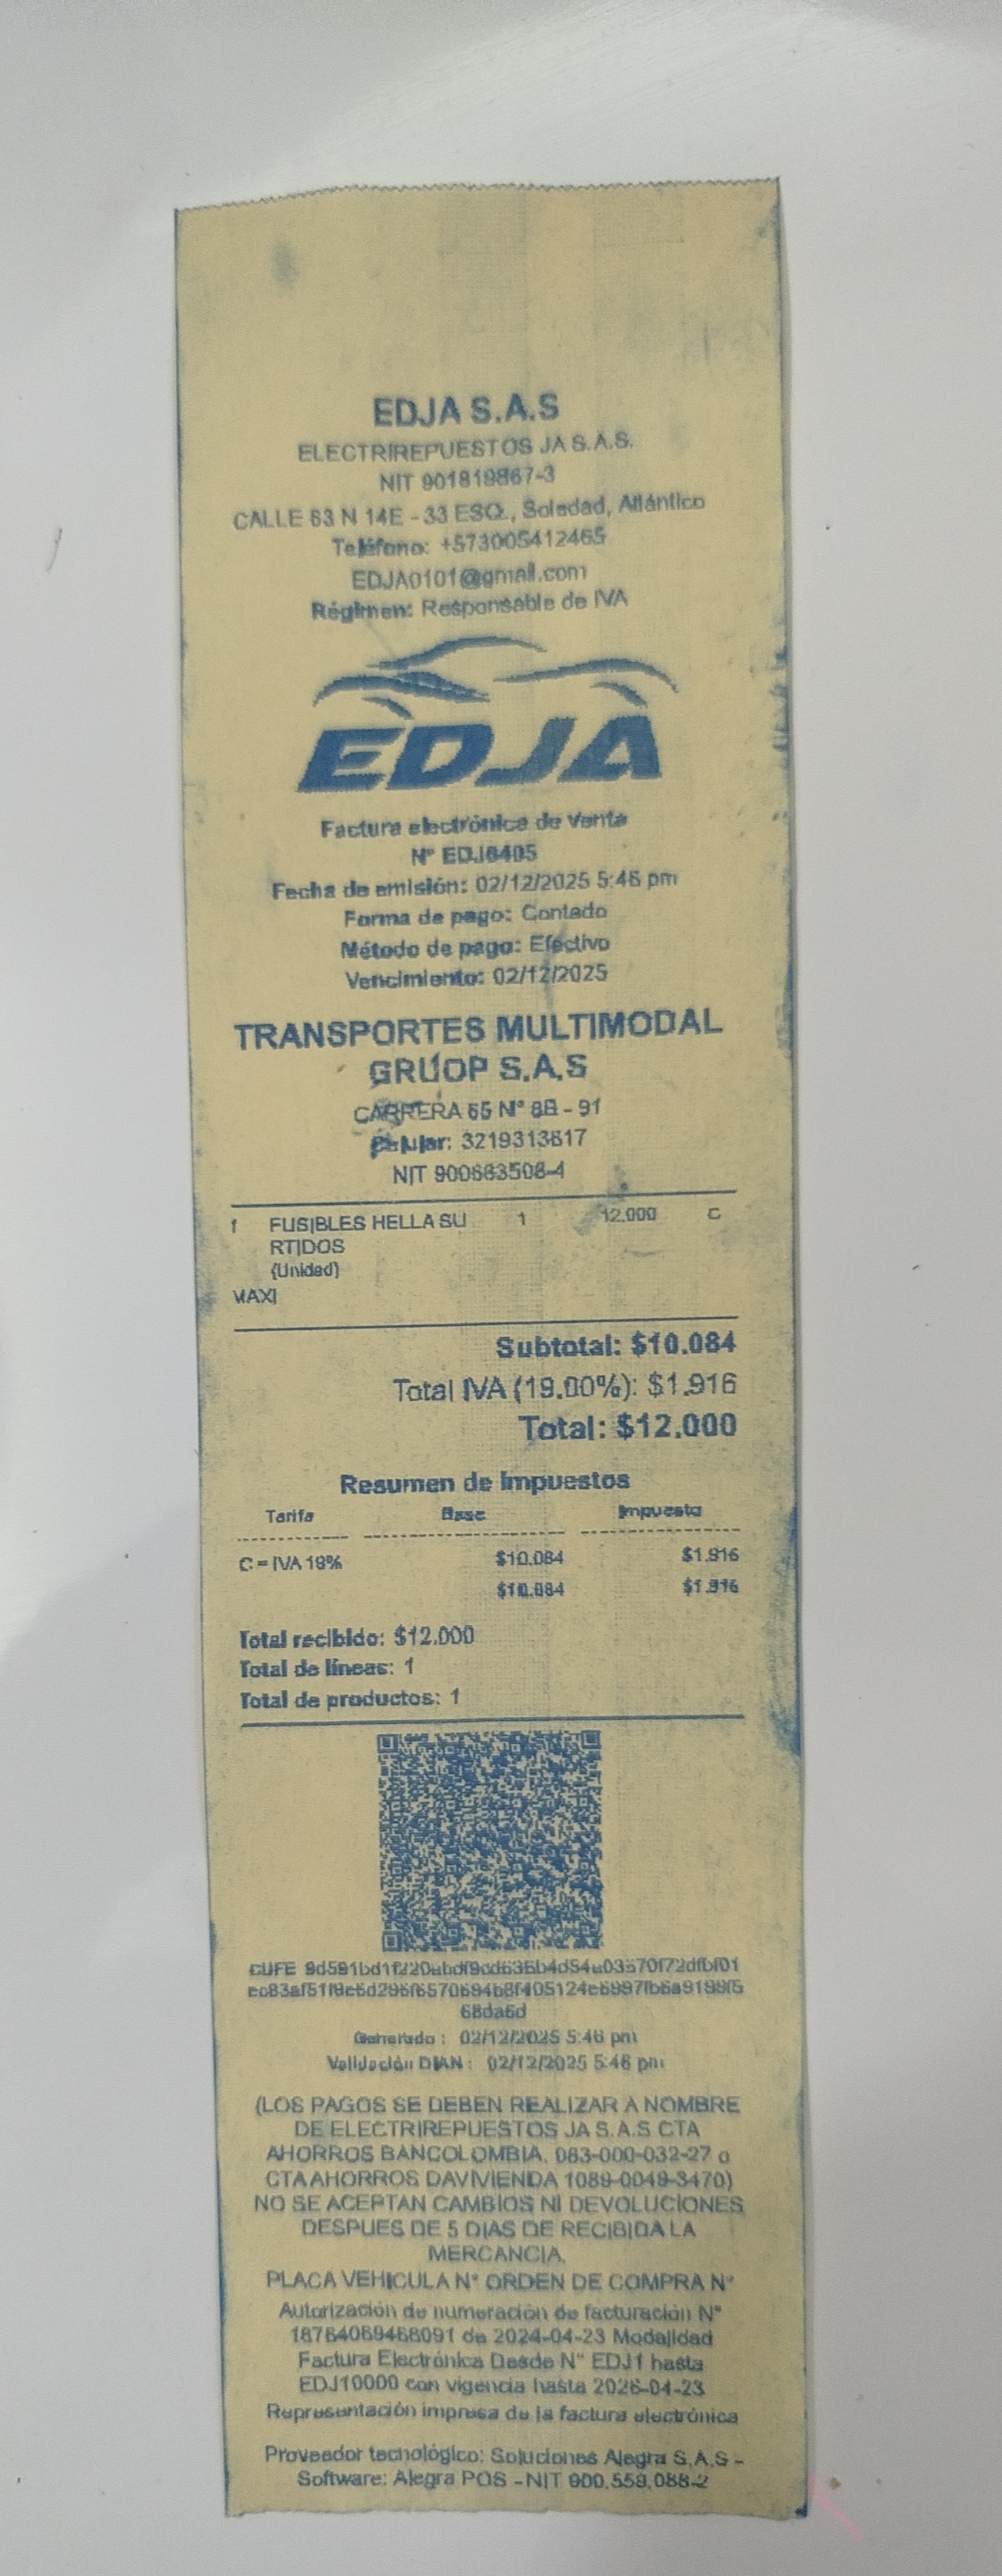 EDJA S.A.S
ELECTRIREPUESTOS JA S.A.S.
NIT 901819867-3
CALLE 63 N 14E - 33 ESQ., Soledad, Atlántico
Teléfono: +573005412465
EDJA0101@gmail.com
Régimen: Responsable de IVA
EDJA
Factura electrónica de Venta
N° EDJ6405
Fecha de emisión: 02/12/2025 5:46 pm
Forma de pago: Contado
Método de pago: Efectivo
Vencimiento: 02/12/2025
TRANSPORTES MULTIMODAL
GRUOP S.A.S
CARRERA 65 N° 8B - 91
Celular: 3219313617
NIT 900663508-4
1 FUSIBLES HELLA SU 1 12.000 C
RTIDOS
(Unidad)
MAXI
Subtotal: $10.084
Total IVA (19.00%): $1.916
Total: $12.000
Resumen de Impuestos
Tarifa Base Impuesto
C = IVA 19% $10.084 $1.916
$10.084 $1.916
Total recibido: $12.000
Total de líneas: 1
Total de productos: 1
CUFE
Generado : 02/12/2025 5:46 pm
Validación DIAN : 02/12/2025 5:46 pm
(LOS PAGOS SE DEBEN REALIZAR A NOMBRE
DE ELECTRIREPUESTOS JA S.A.S CTA
AHORROS BANCOLOMBIA. 083-000-032-27 o
CTA AHORROS DAVIVIENDA 1089-0049-3470)
NO SE ACEPTAN CAMBIOS NI DEVOLUCIONES
DESPUES DE 5 DIAS DE RECIBIDA LA
MERCANCIA.
PLACA VEHICULA N° ORDEN DE COMPRA N°
Autorización de numeración de facturación N°
18764069468091 de 2024-04-23 Modalidad
Factura Electrónica Desde N° EDJ1 hasta
EDJ10000 con vigencia hasta 2026-04-23
Representación impresa de la factura electrónica
Proveedor tecnológico: Soluciones Alegra S.A.S -
Software: Alegra POS - NIT 900.559.088-2